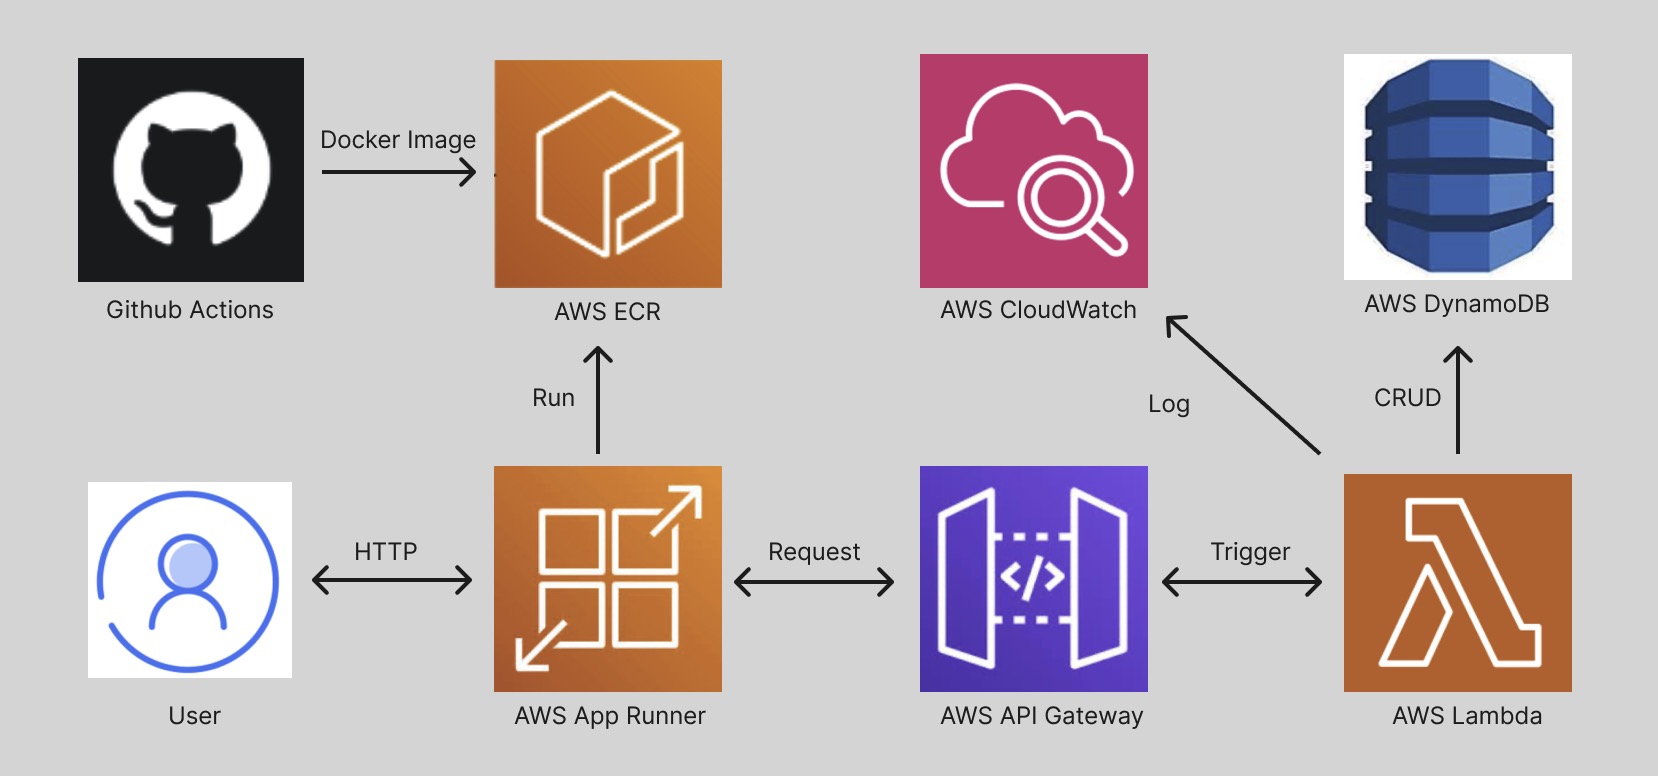 Docker Image
Github Actions
AWS ECR
AWS CloudWatch
AWS DynamoDB
Run
Log
CRUD
HTTP
Request
</>
Trigger
User
AWS App Runner
AWS API Gateway
AWS Lambda